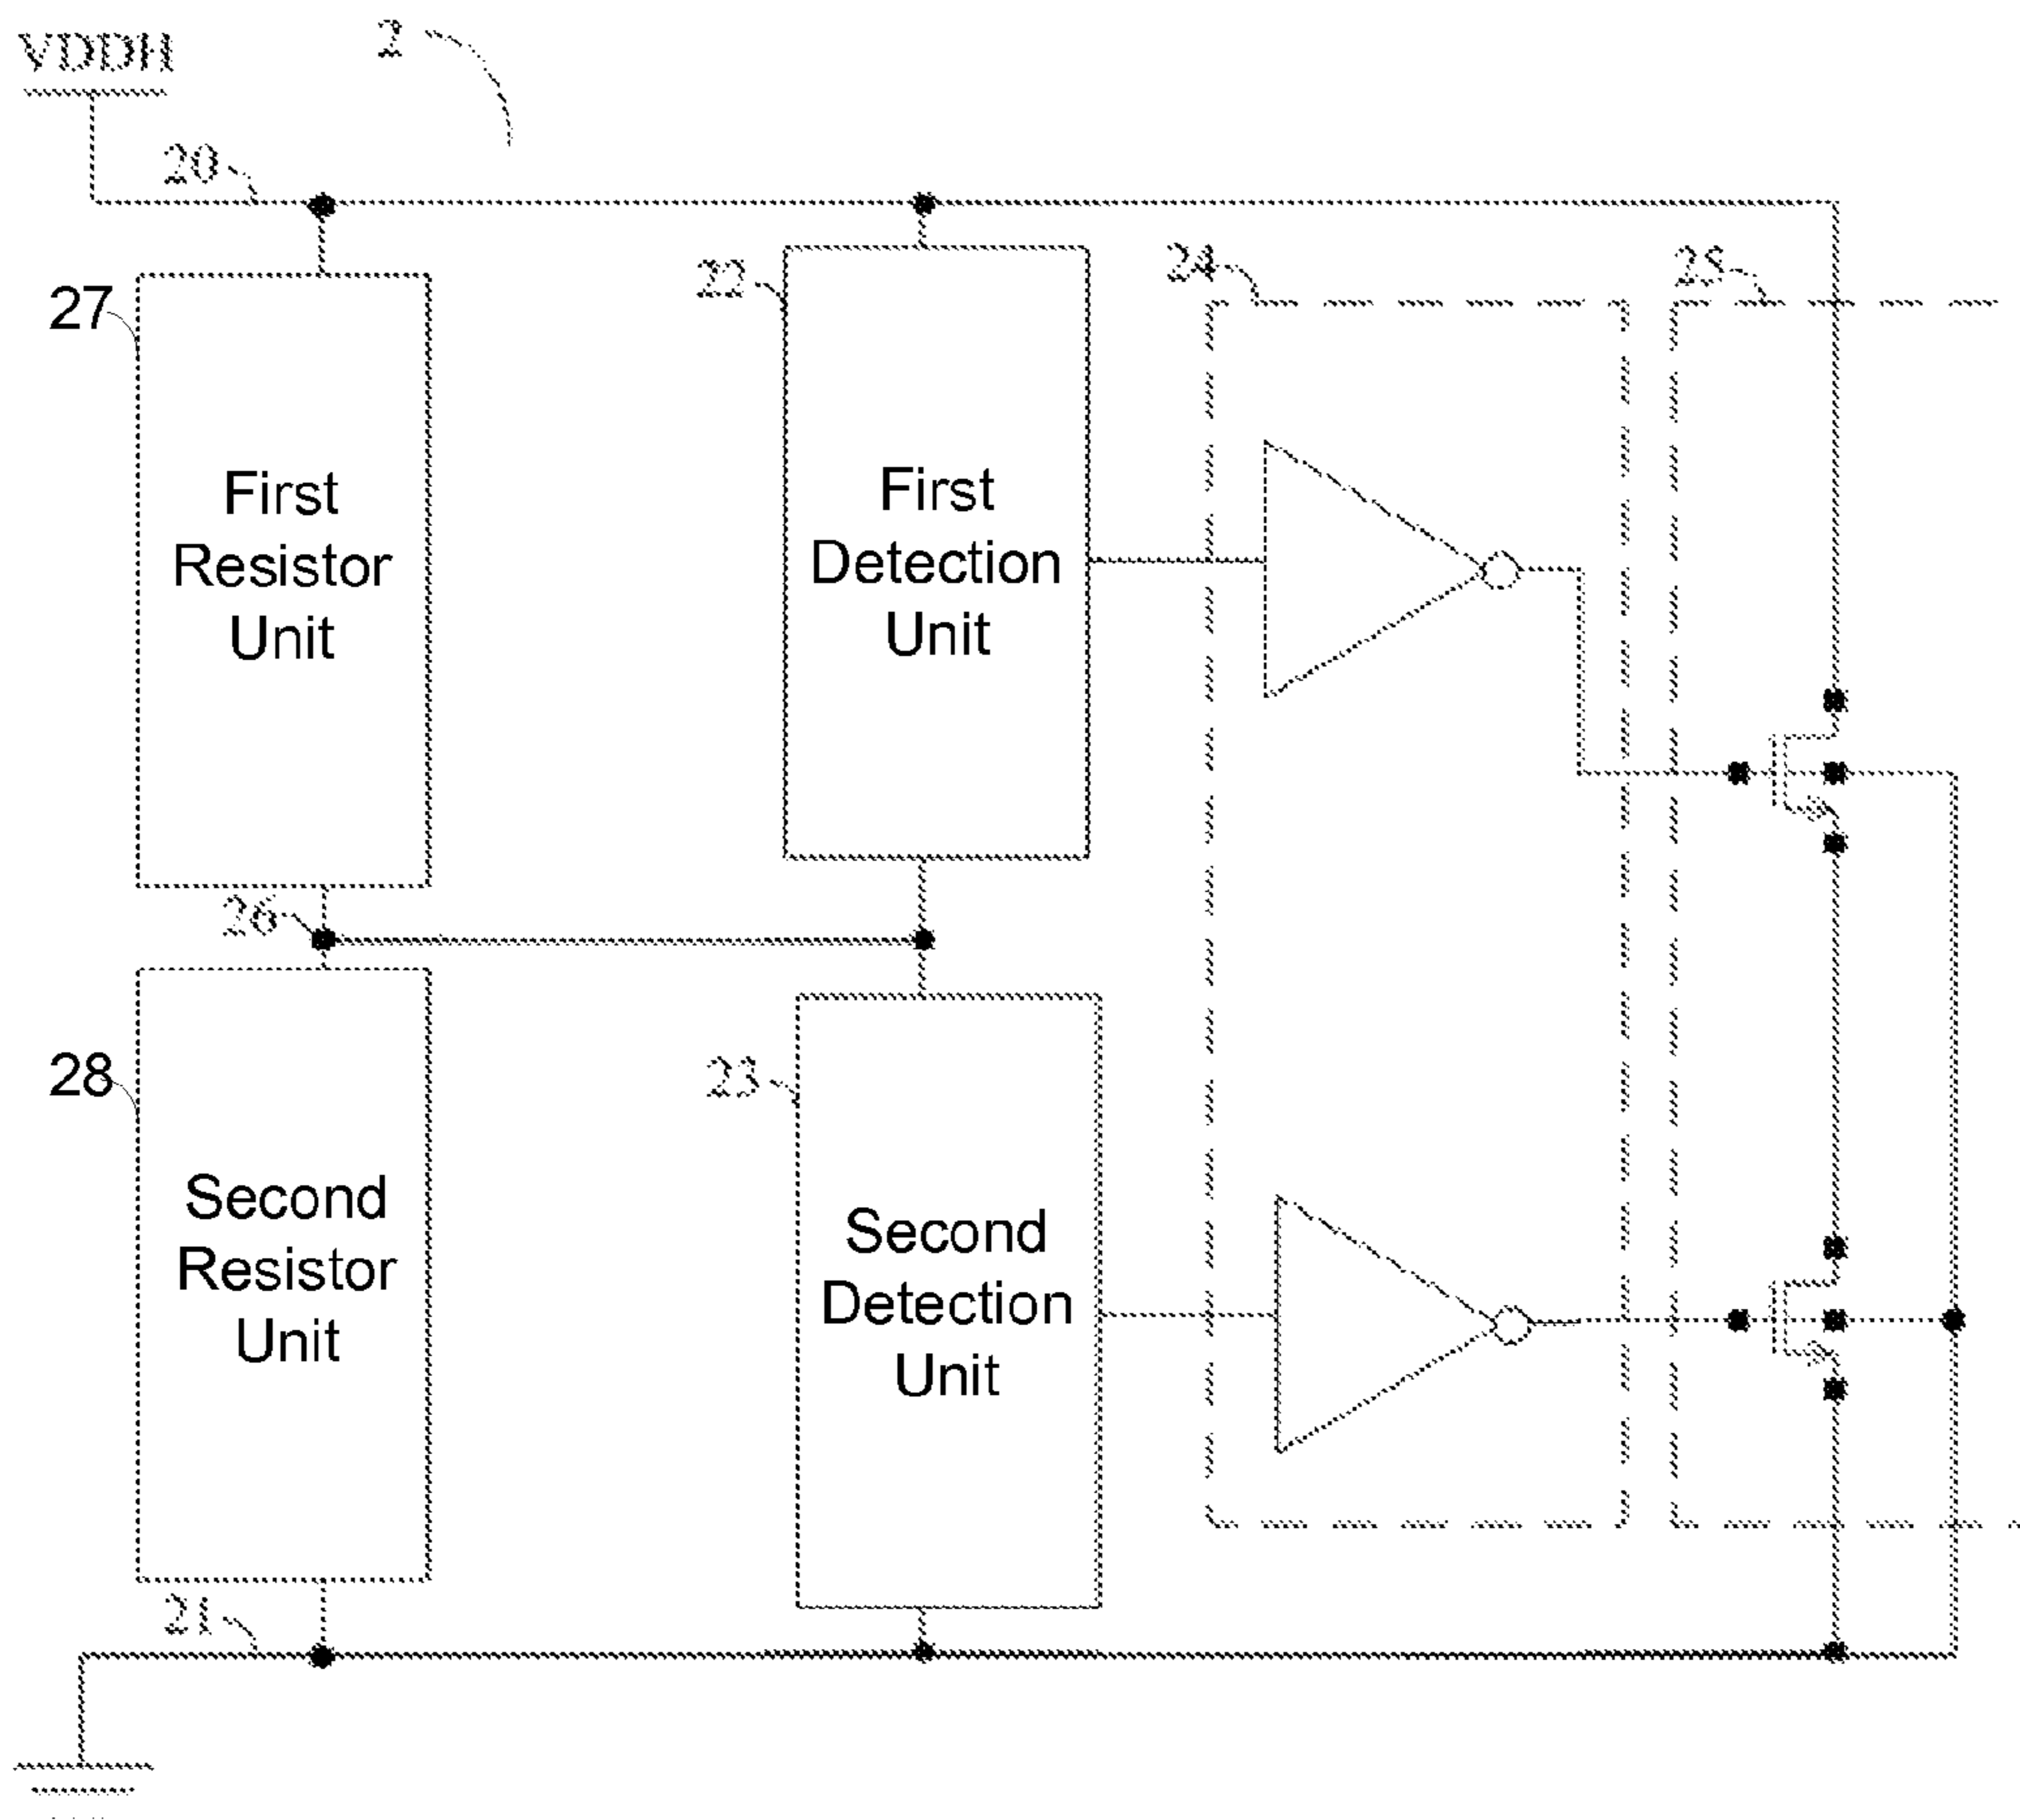 VDDH
2
20
27
First
Resistor
Unit
22
First
Detection
Unit
24
25
26
28
Second
Resistor
Unit
23
Second
Detection
Unit
21